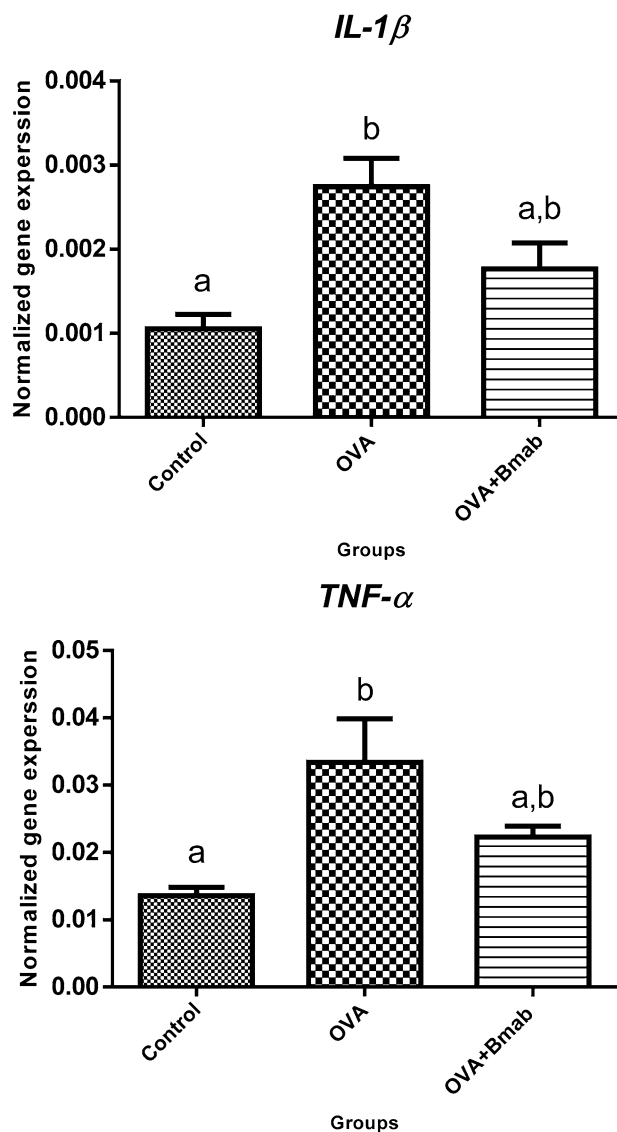 IL-1β
Normalized gene experssion
0.004
0.003
0.002
0.001
0.000
a
b
a,b
Control
OVA
OVA+Bmab
Groups
TNF-α
Normalized gene experssion
0.05
0.04
0.03
0.02
0.01
0.00
a
b
a,b
Control
OVA
OVA+Bmab
Groups